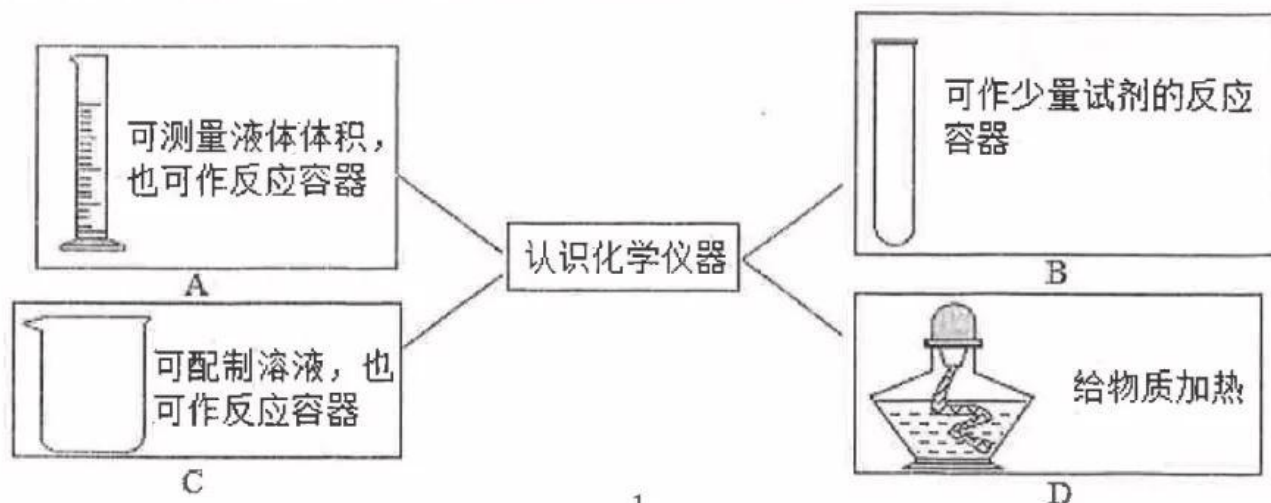 可测量液体体积，
也可作反应容器
A
可作少量试剂的反应
容器
B
认识化学仪器
可配制溶液，也
可作反应容器
C
给物质加热
D
1